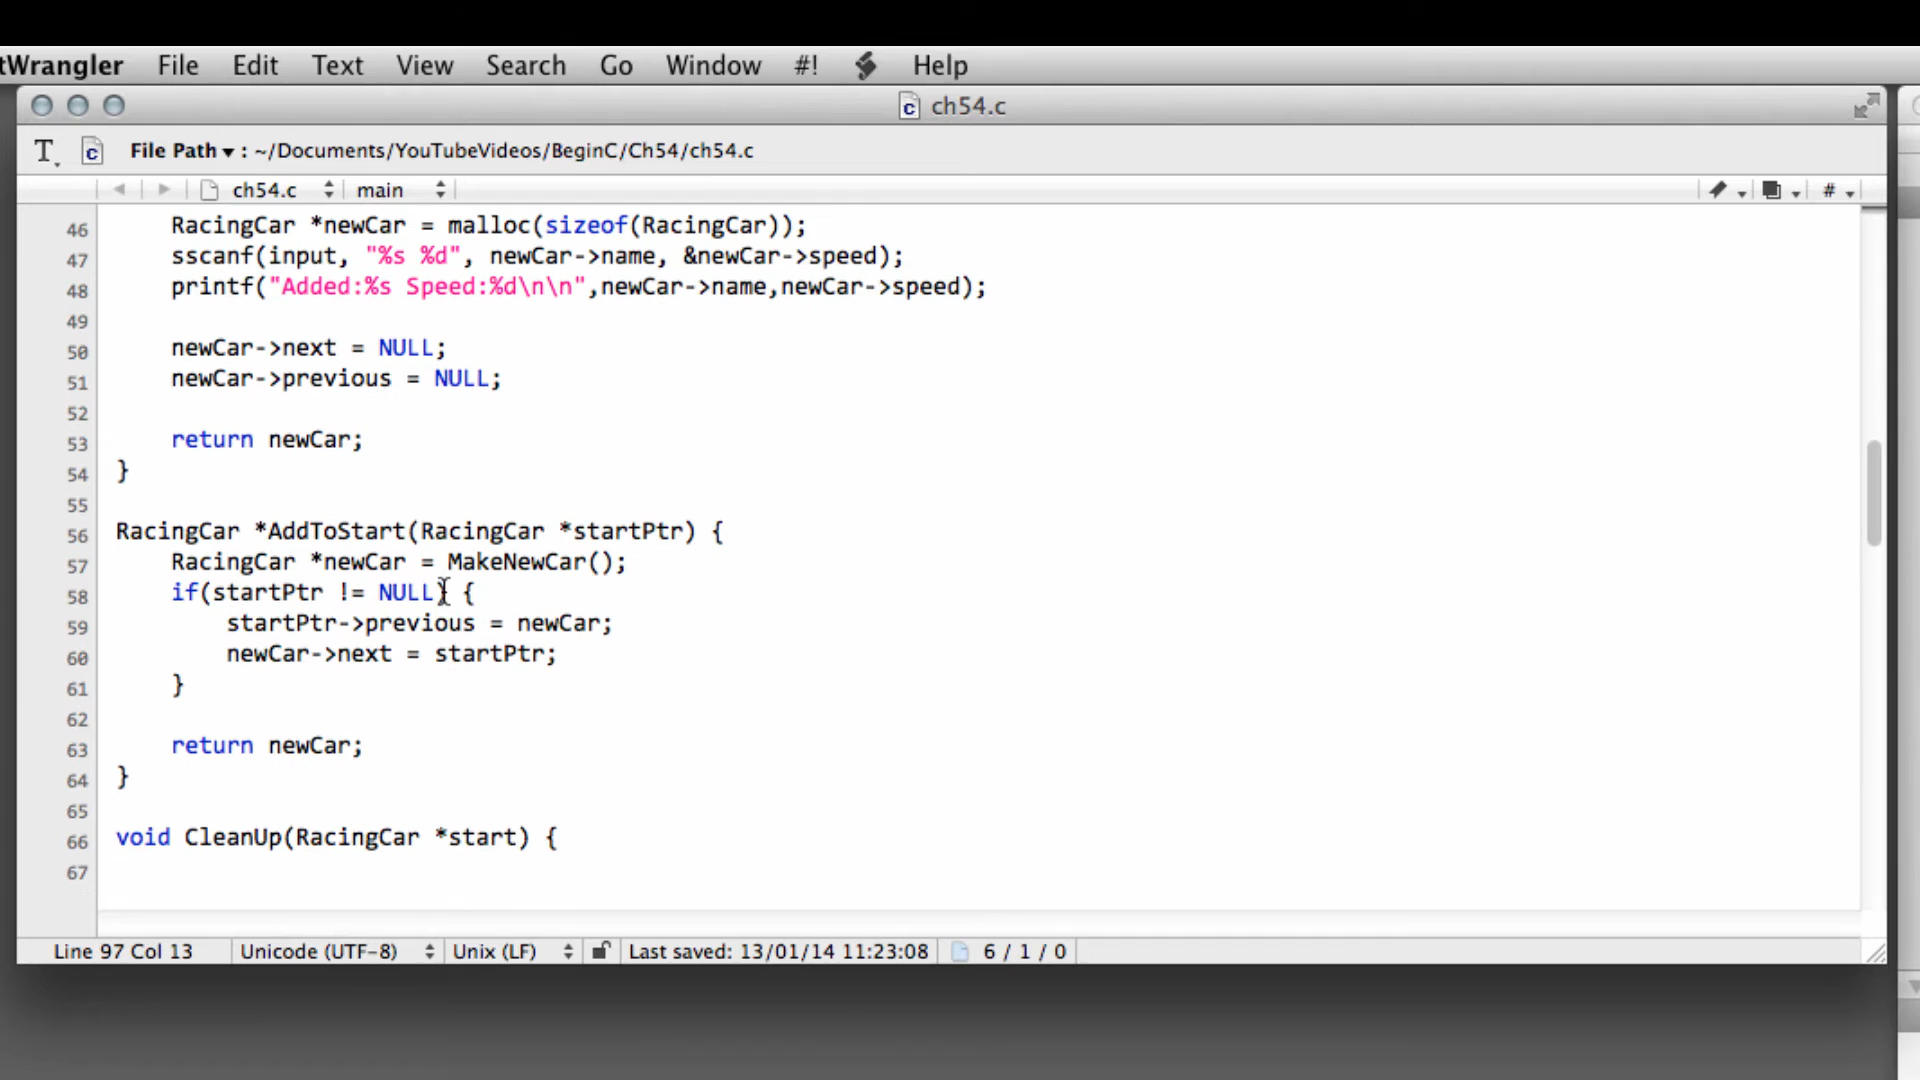 tWrangler File Edit Text View Search Go Window #! Help
ch54.c
T. File Path ▾ : ~/Documents/YouTubeVideos/BeginC/Ch54/ch54.c
ch54.c main #
46 RacingCar *newCar = malloc(sizeof(RacingCar));
47 sscanf(input, "%s %d", newCar->name, &newCar->speed);
48 printf("Added:%s Speed:%d\n\n",newCar->name,newCar->speed);
49
50 newCar->next = NULL;
51 newCar->previous = NULL;
52
53 return newCar;
54 }
55
56 RacingCar *AddToStart(RacingCar *startPtr) {
57 RacingCar *newCar = MakeNewCar();
58 if(startPtr != NULL) {
59 startPtr->previous = newCar;
60 newCar->next = startPtr;
61 }
62
63 return newCar;
64 }
65
66 void CleanUp(RacingCar *start) {
67
Line 97 Col 13 Unicode (UTF-8) Unix (LF) Last saved: 13/01/14 11:23:08 6 / 1 / 0